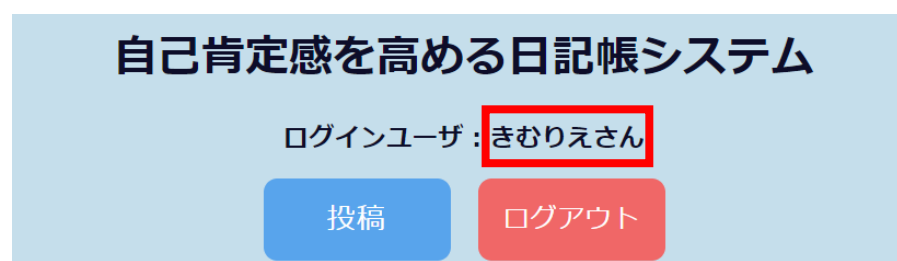 自己肯定感を高める日記帳システム
ログインユーザ：きむりえさん
投稿 ログアウト